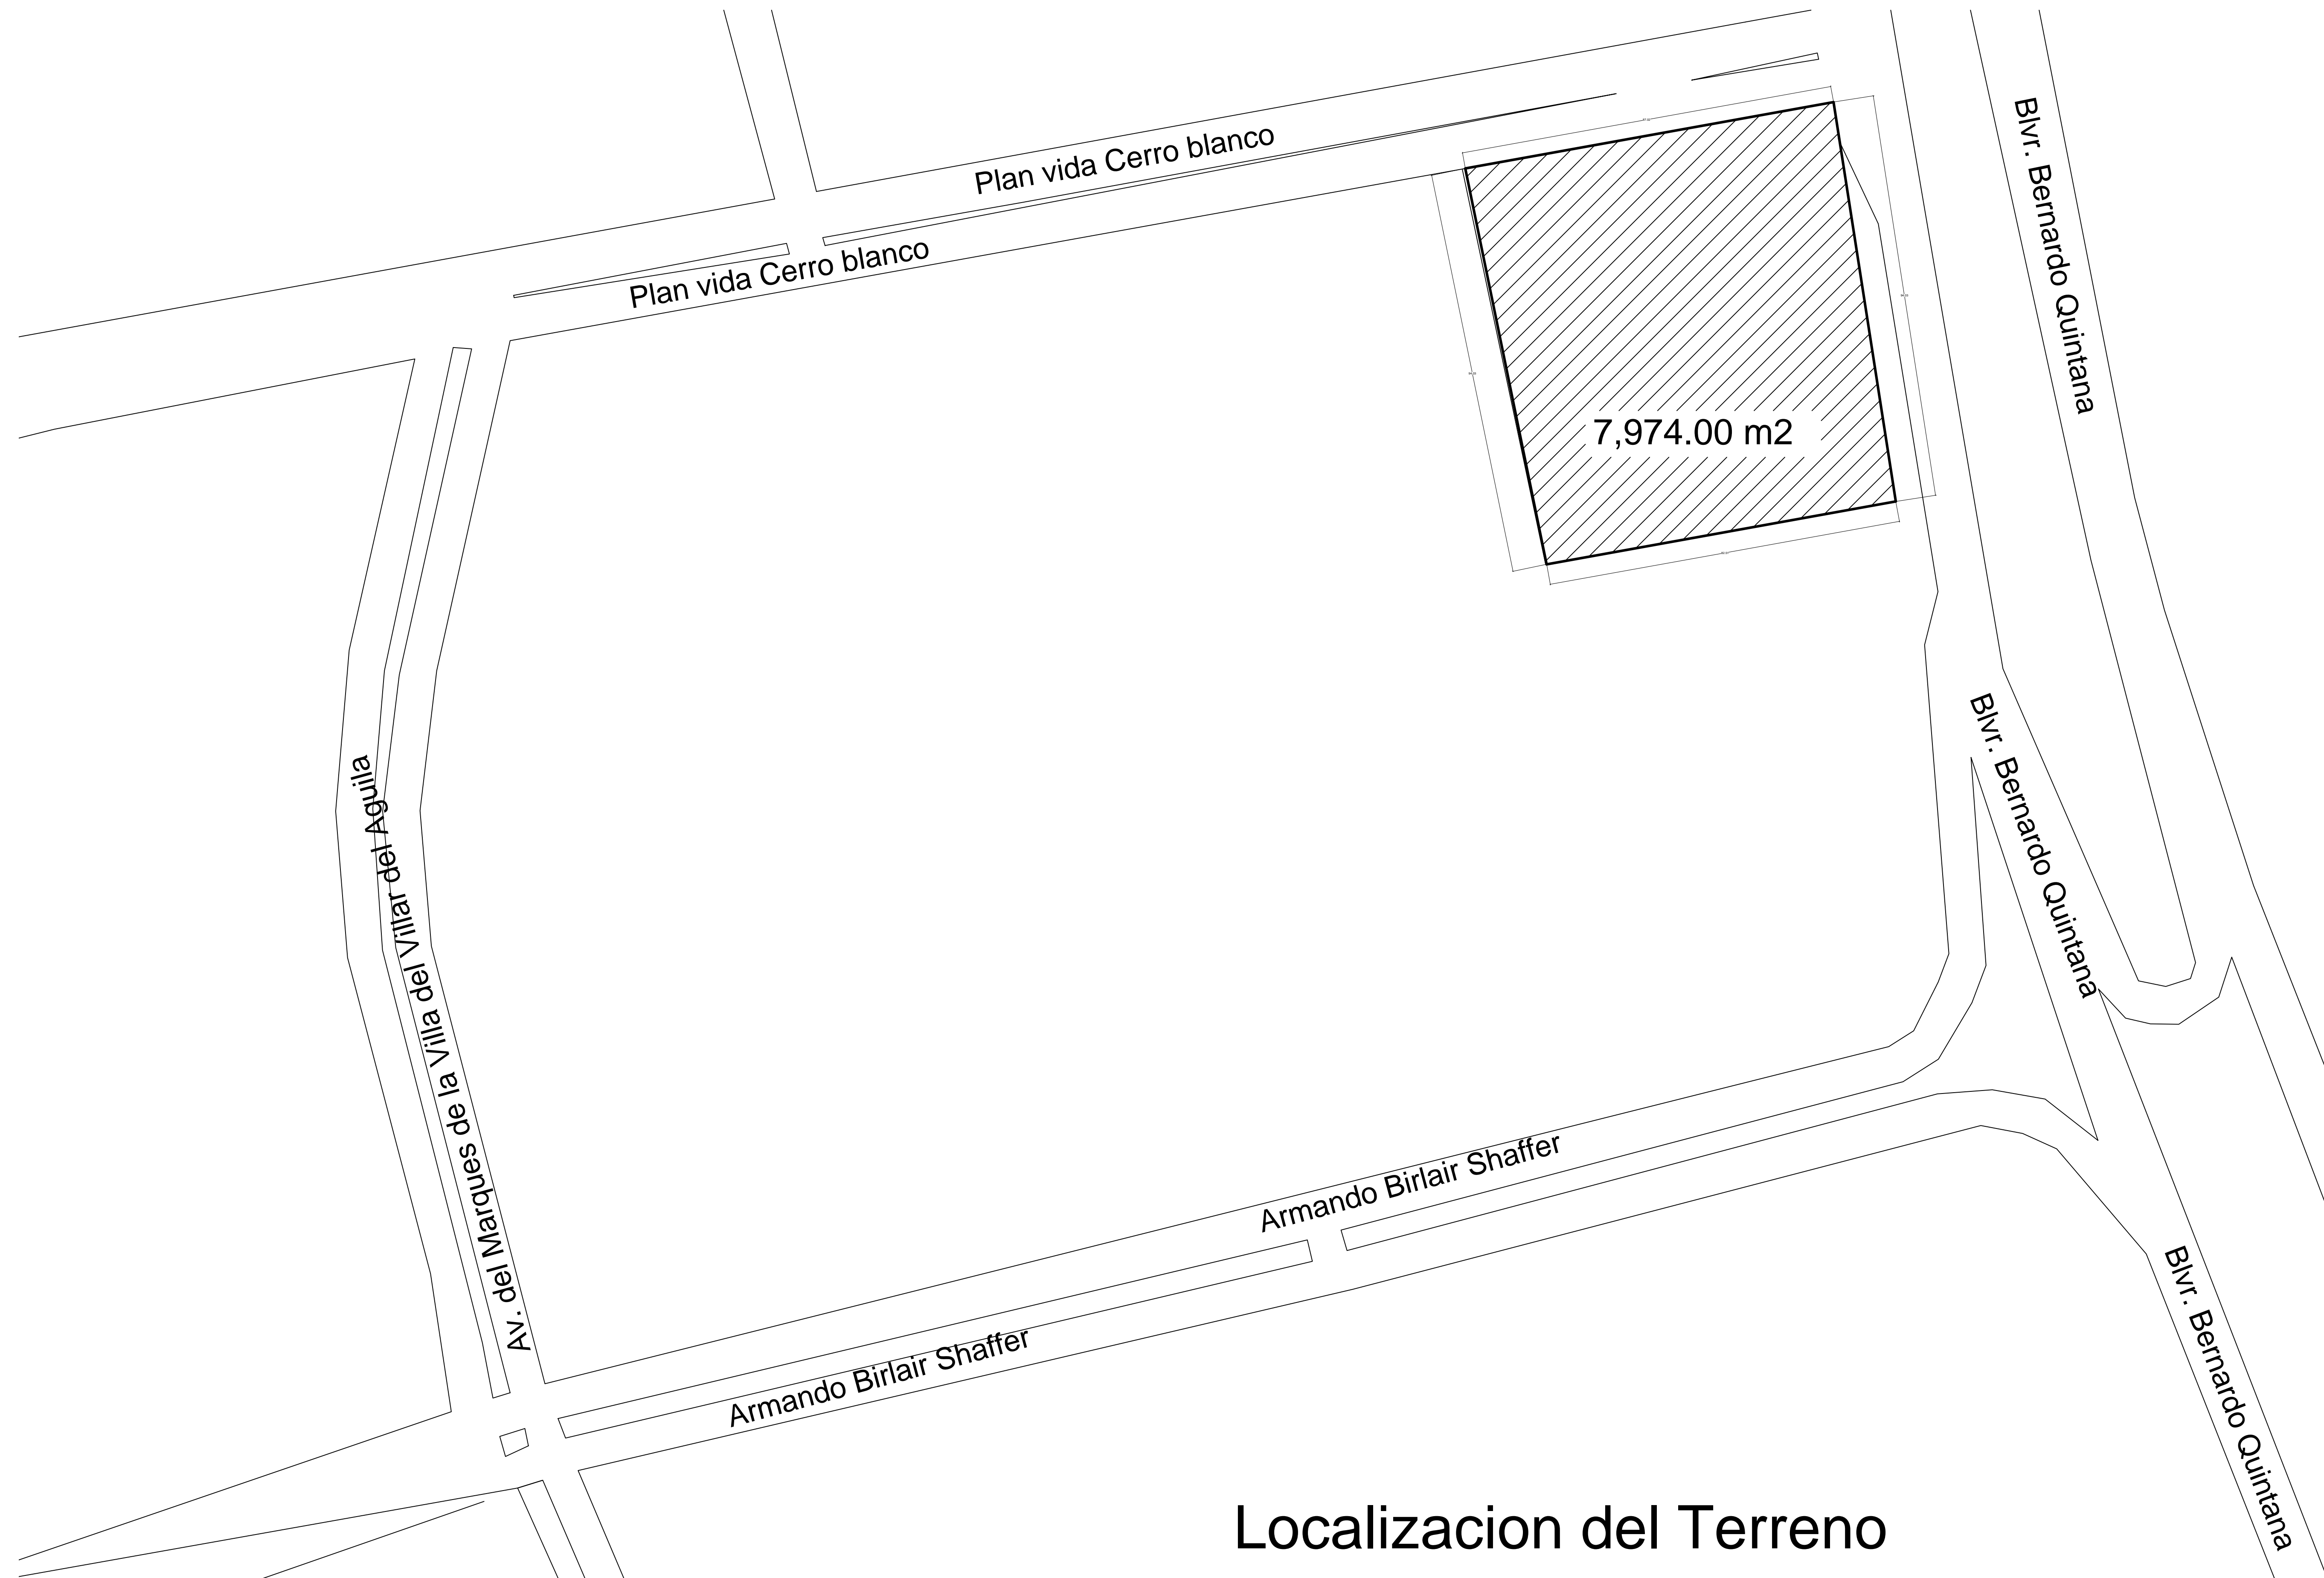 Plan vida Cerro blanco
Plan vida Cerro blanco
Blvr. Bernardo Quintana
7,974.00 m2
Blvr. Bernardo Quintana
Av. del Marques de la Villa del Villar del Aguila
Armando Birlair Shaffer
Armando Birlair Shaffer
Blvr. Bernardo Quintana
Localizacion del Terreno